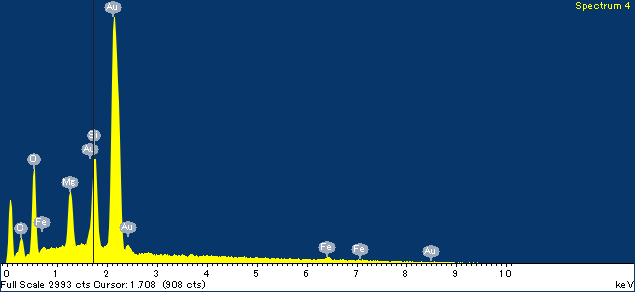 Spectrum 4
Au
Si
Au
O
Mg
Fe
Au
Fe
Fe
Au
0 1 2 3 4 5 6 7 8 9 10
Full Scale 2993 cts Cursor: 1.708 (908 cts) keV